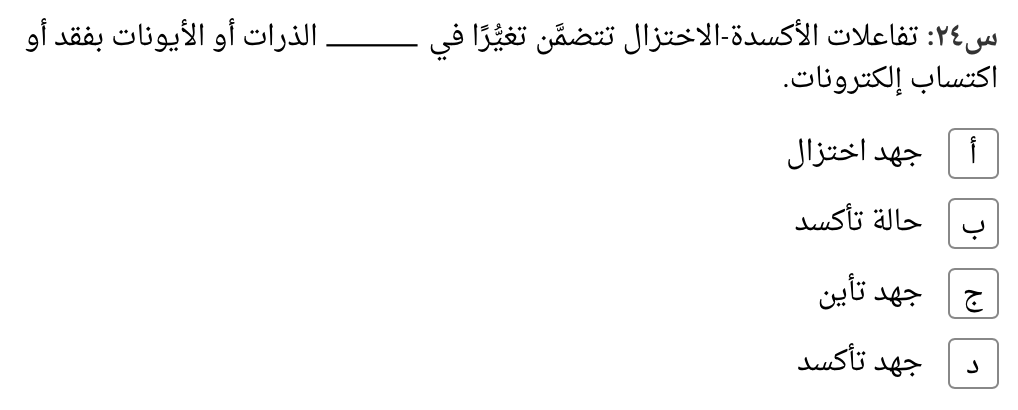 س٢٤: تفاعلات الأكسدة-الاختزال تتضمَّن تغيُّرًا في ______ الذرات أو الأيونات بفقد أو
اكتساب إلكترونات.
أ جهد اختزال
ب حالة تأكسد
ج جهد تأين
د جهد تأكسد